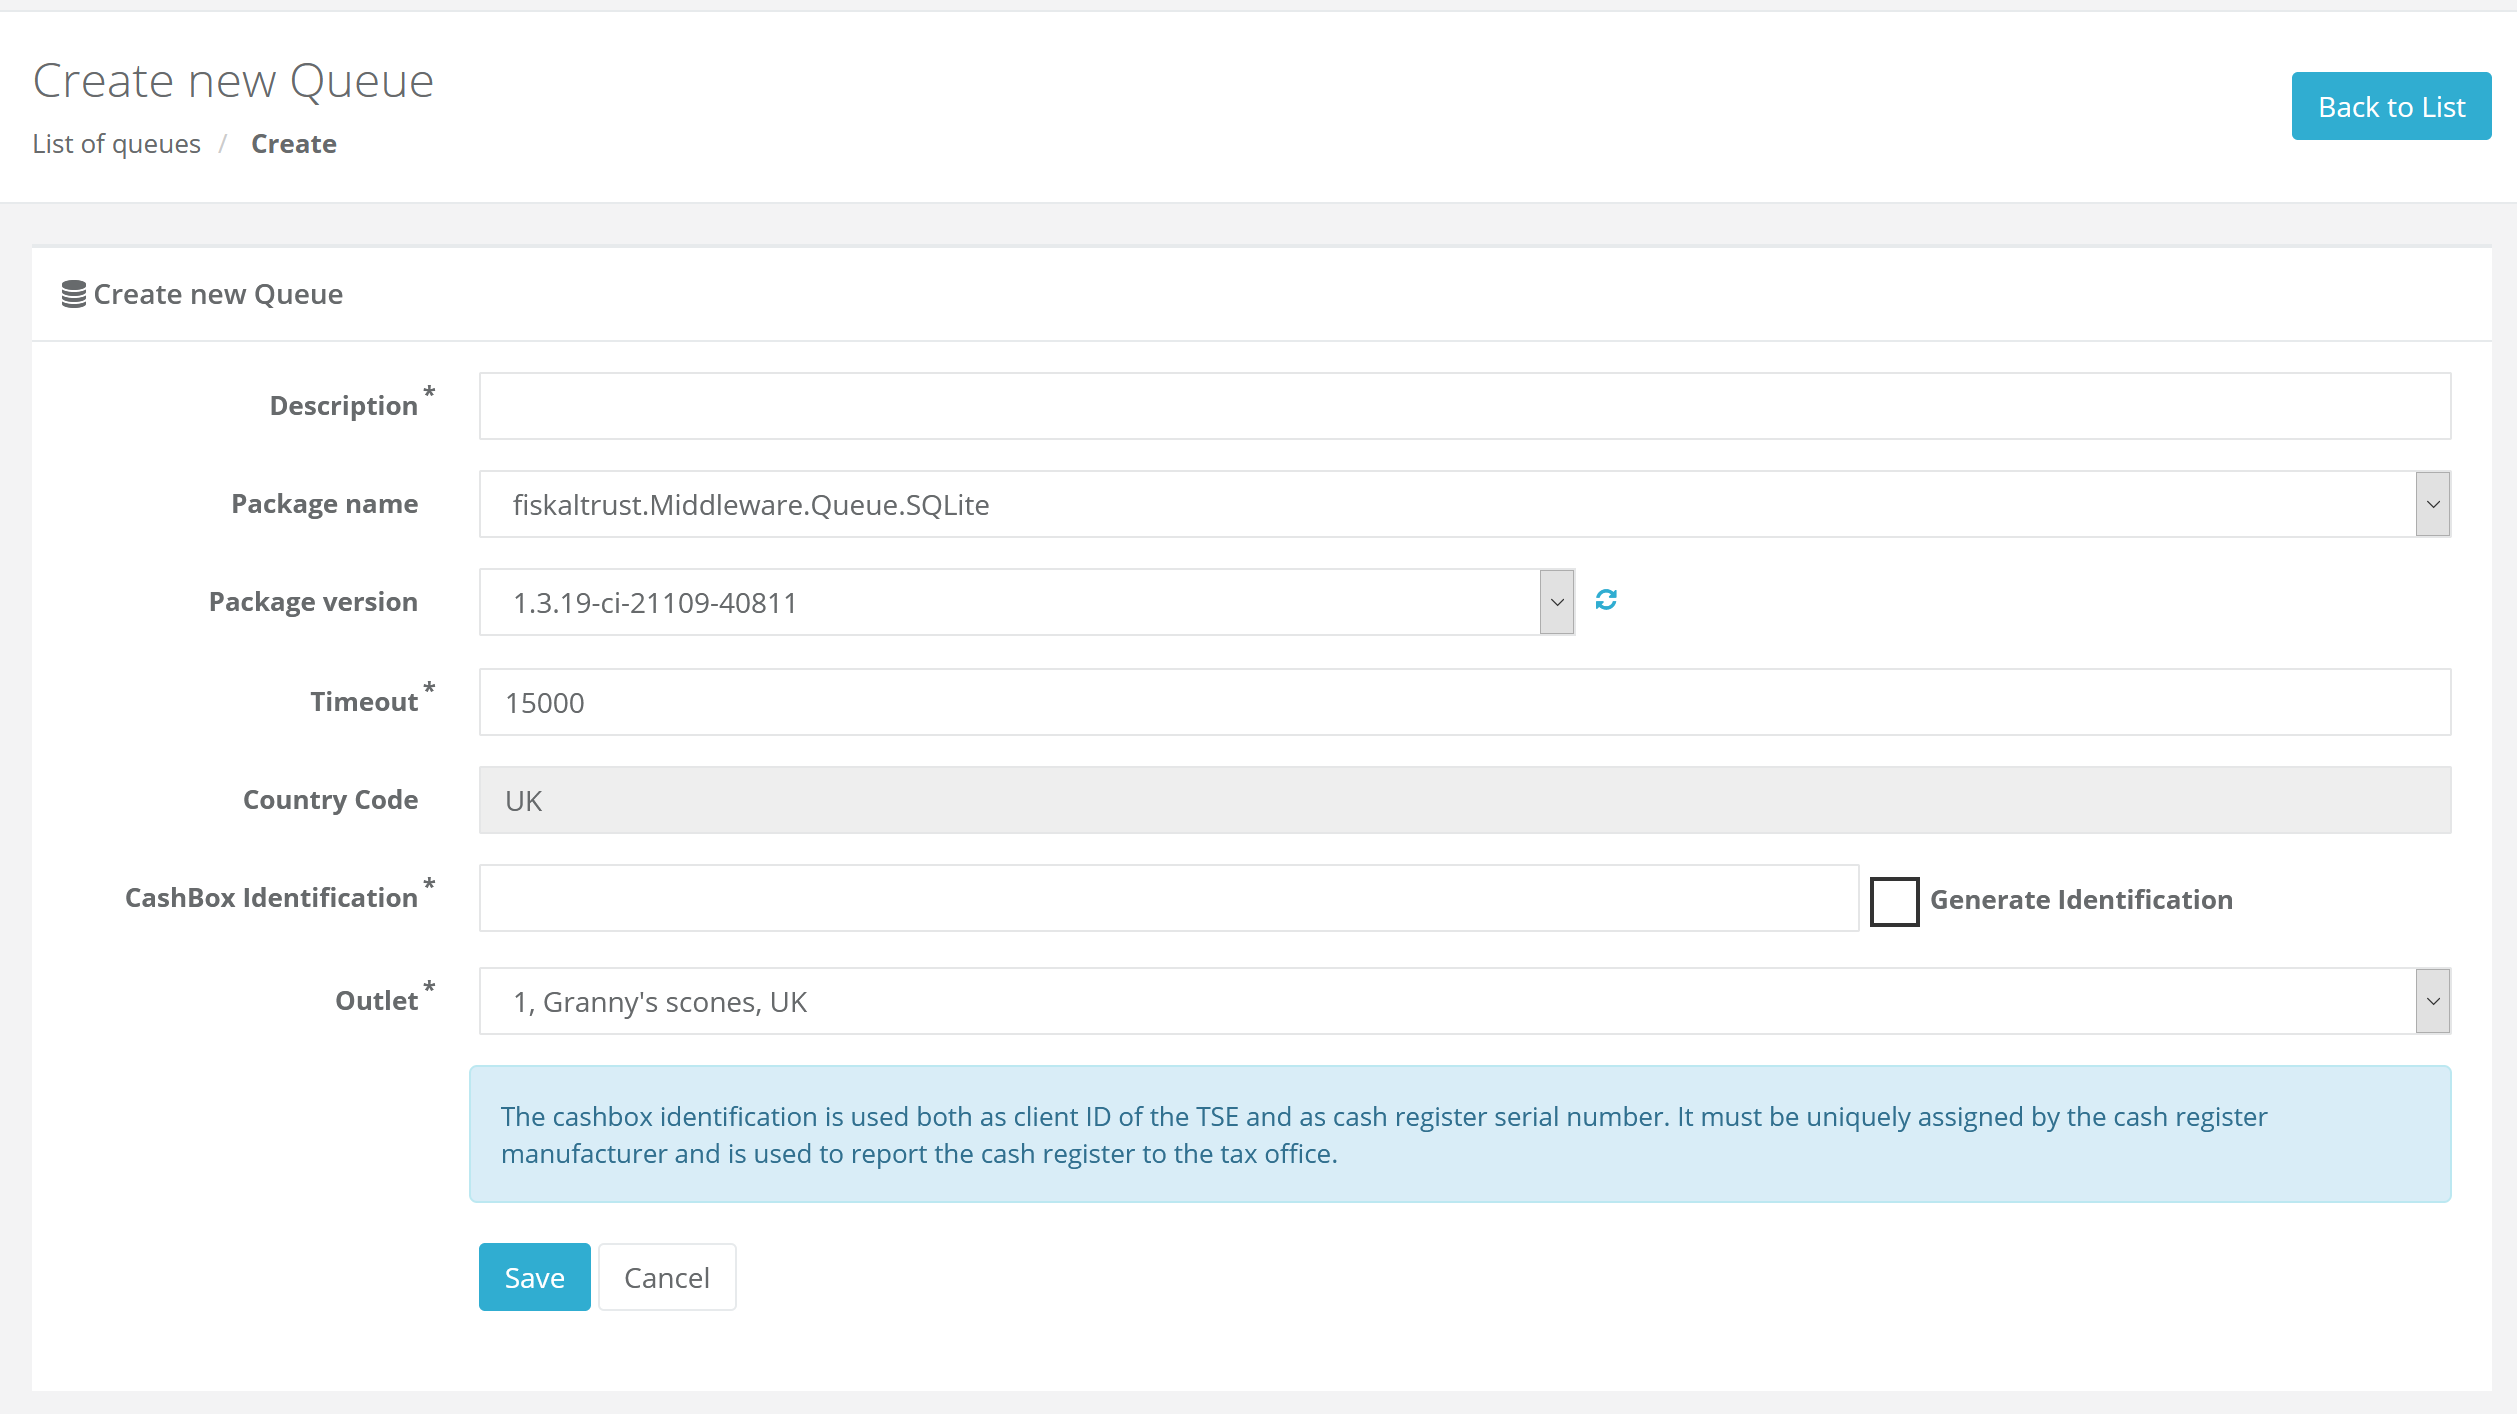 Create new Queue
List of queues / Create
Back to List
Create new Queue
Description *
Package name
fiskaltrust.Middleware.Queue.SQLite
Package version
1.3.19-ci-21109-40811
Timeout *
15000
Country Code
UK
CashBox Identification *
Generate Identification
Outlet *
1, Granny's scones, UK
The cashbox identification is used both as client ID of the TSE and as cash register serial number. It must be uniquely assigned by the cash register
manufacturer and is used to report the cash register to the tax office.
Save
Cancel